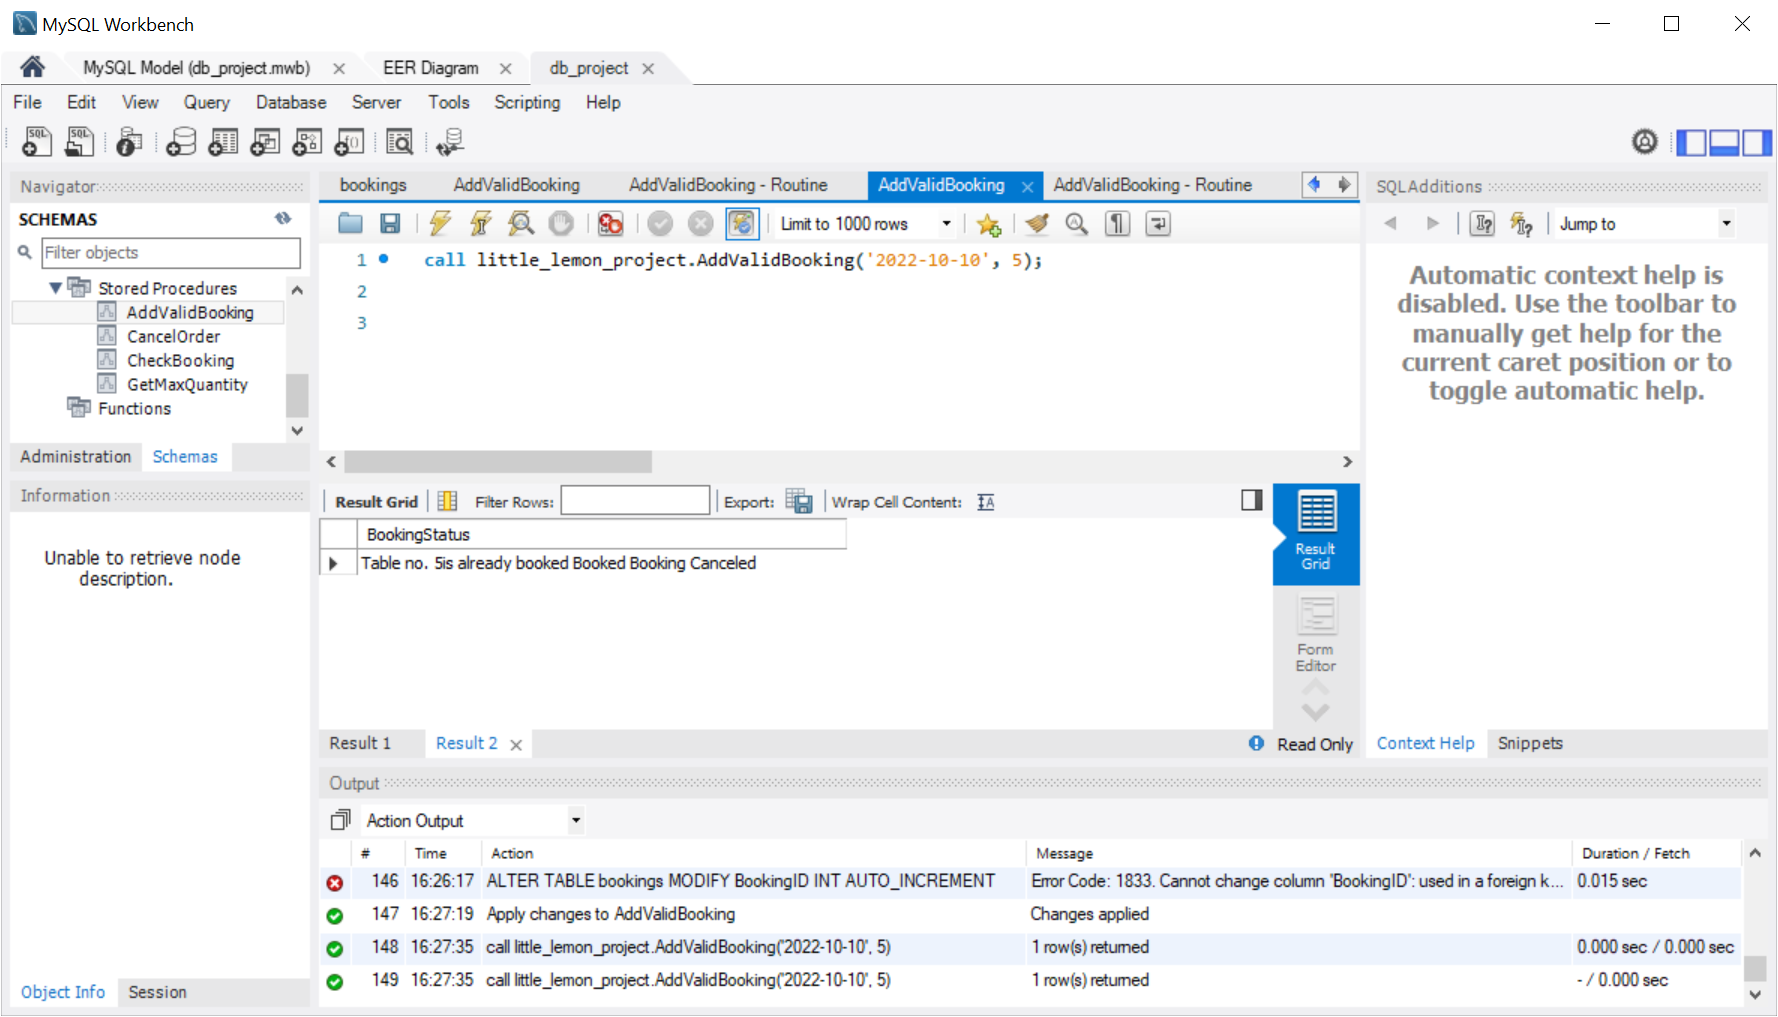 MySQL Workbench
MySQL Model (db_project.mwb)
EER Diagram
db_project
File Edit View Query Database Server Tools Scripting Help
Navigator
SCHEMAS
Filter objects
Stored Procedures
AddValidBooking
CancelOrder
CheckBooking
GetMaxQuantity
Functions
Administration Schemas
Information
Unable to retrieve node
description.
Object Info Session
bookings AddValidBooking AddValidBooking - Routine AddValidBooking AddValidBooking - Routine
Limit to 1000 rows
1 call little_lemon_project.AddValidBooking('2022-10-10', 5);
2
3
Result Grid Filter Rows: Export: Wrap Cell Content:
BookingStatus
Table no. 5is already booked Booked Booking Canceled
Result
Grid
Form
Editor
Result 1 Result 2 Read Only
SQLAdditions
Jump to
Automatic context help is
disabled. Use the toolbar to
manually get help for the
current caret position or to
toggle automatic help.
Context Help Snippets
Output
Action Output
# Time Action Message Duration / Fetch
146 16:26:17 ALTER TABLE bookings MODIFY BookingID INT AUTO_INCREMENT Error Code: 1833. Cannot change column 'BookingID': used in a foreign k... 0.015 sec
147 16:27:19 Apply changes to AddValidBooking Changes applied
148 16:27:35 call little_lemon_project.AddValidBooking('2022-10-10', 5) 1 row(s) returned 0.000 sec / 0.000 sec
149 16:27:35 call little_lemon_project.AddValidBooking('2022-10-10', 5) 1 row(s) returned - / 0.000 sec